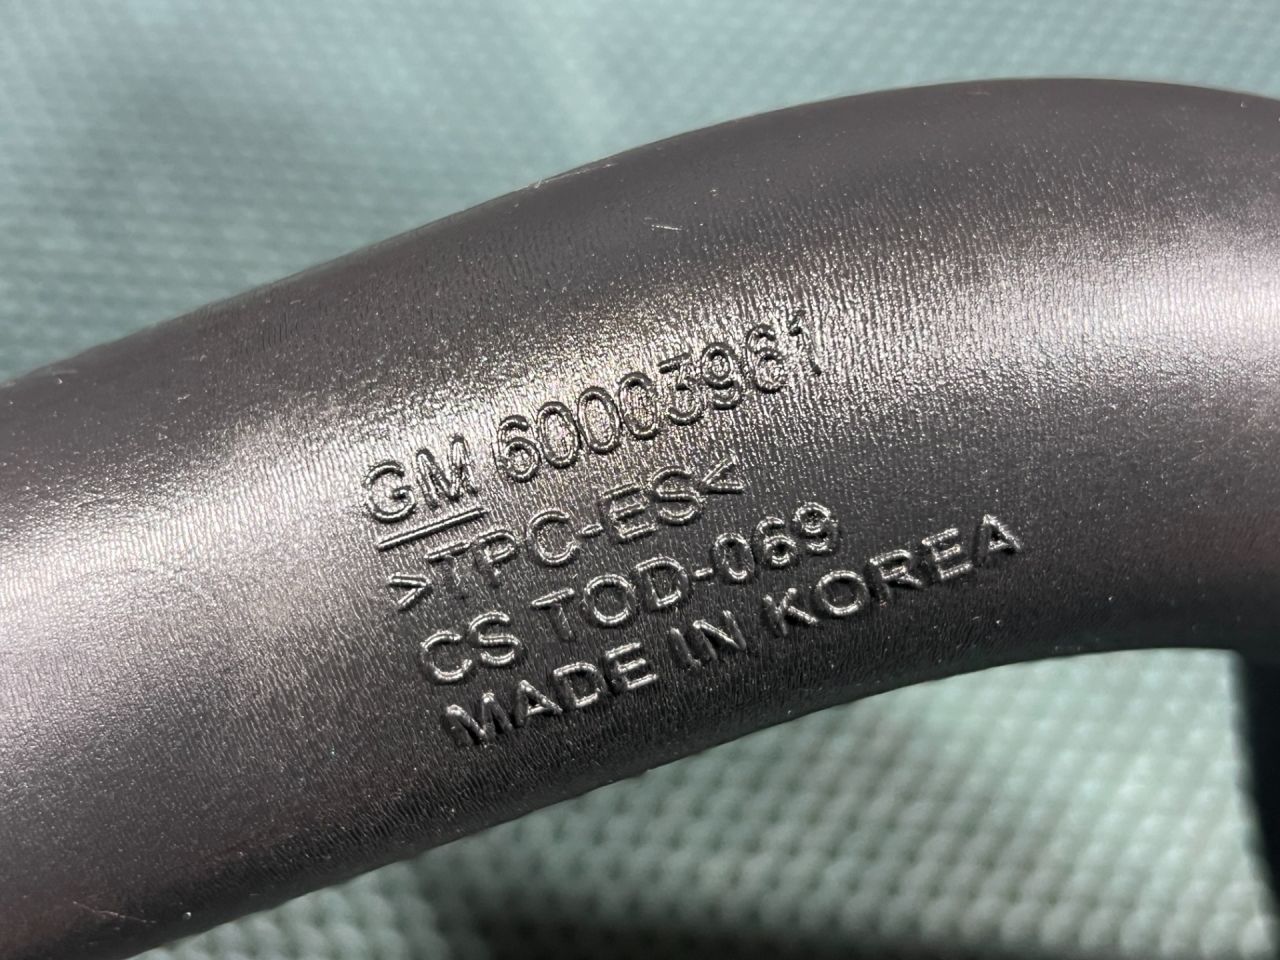 GM 60003961
>TPC-ES<
CS TOD-069
MADE IN KOREA